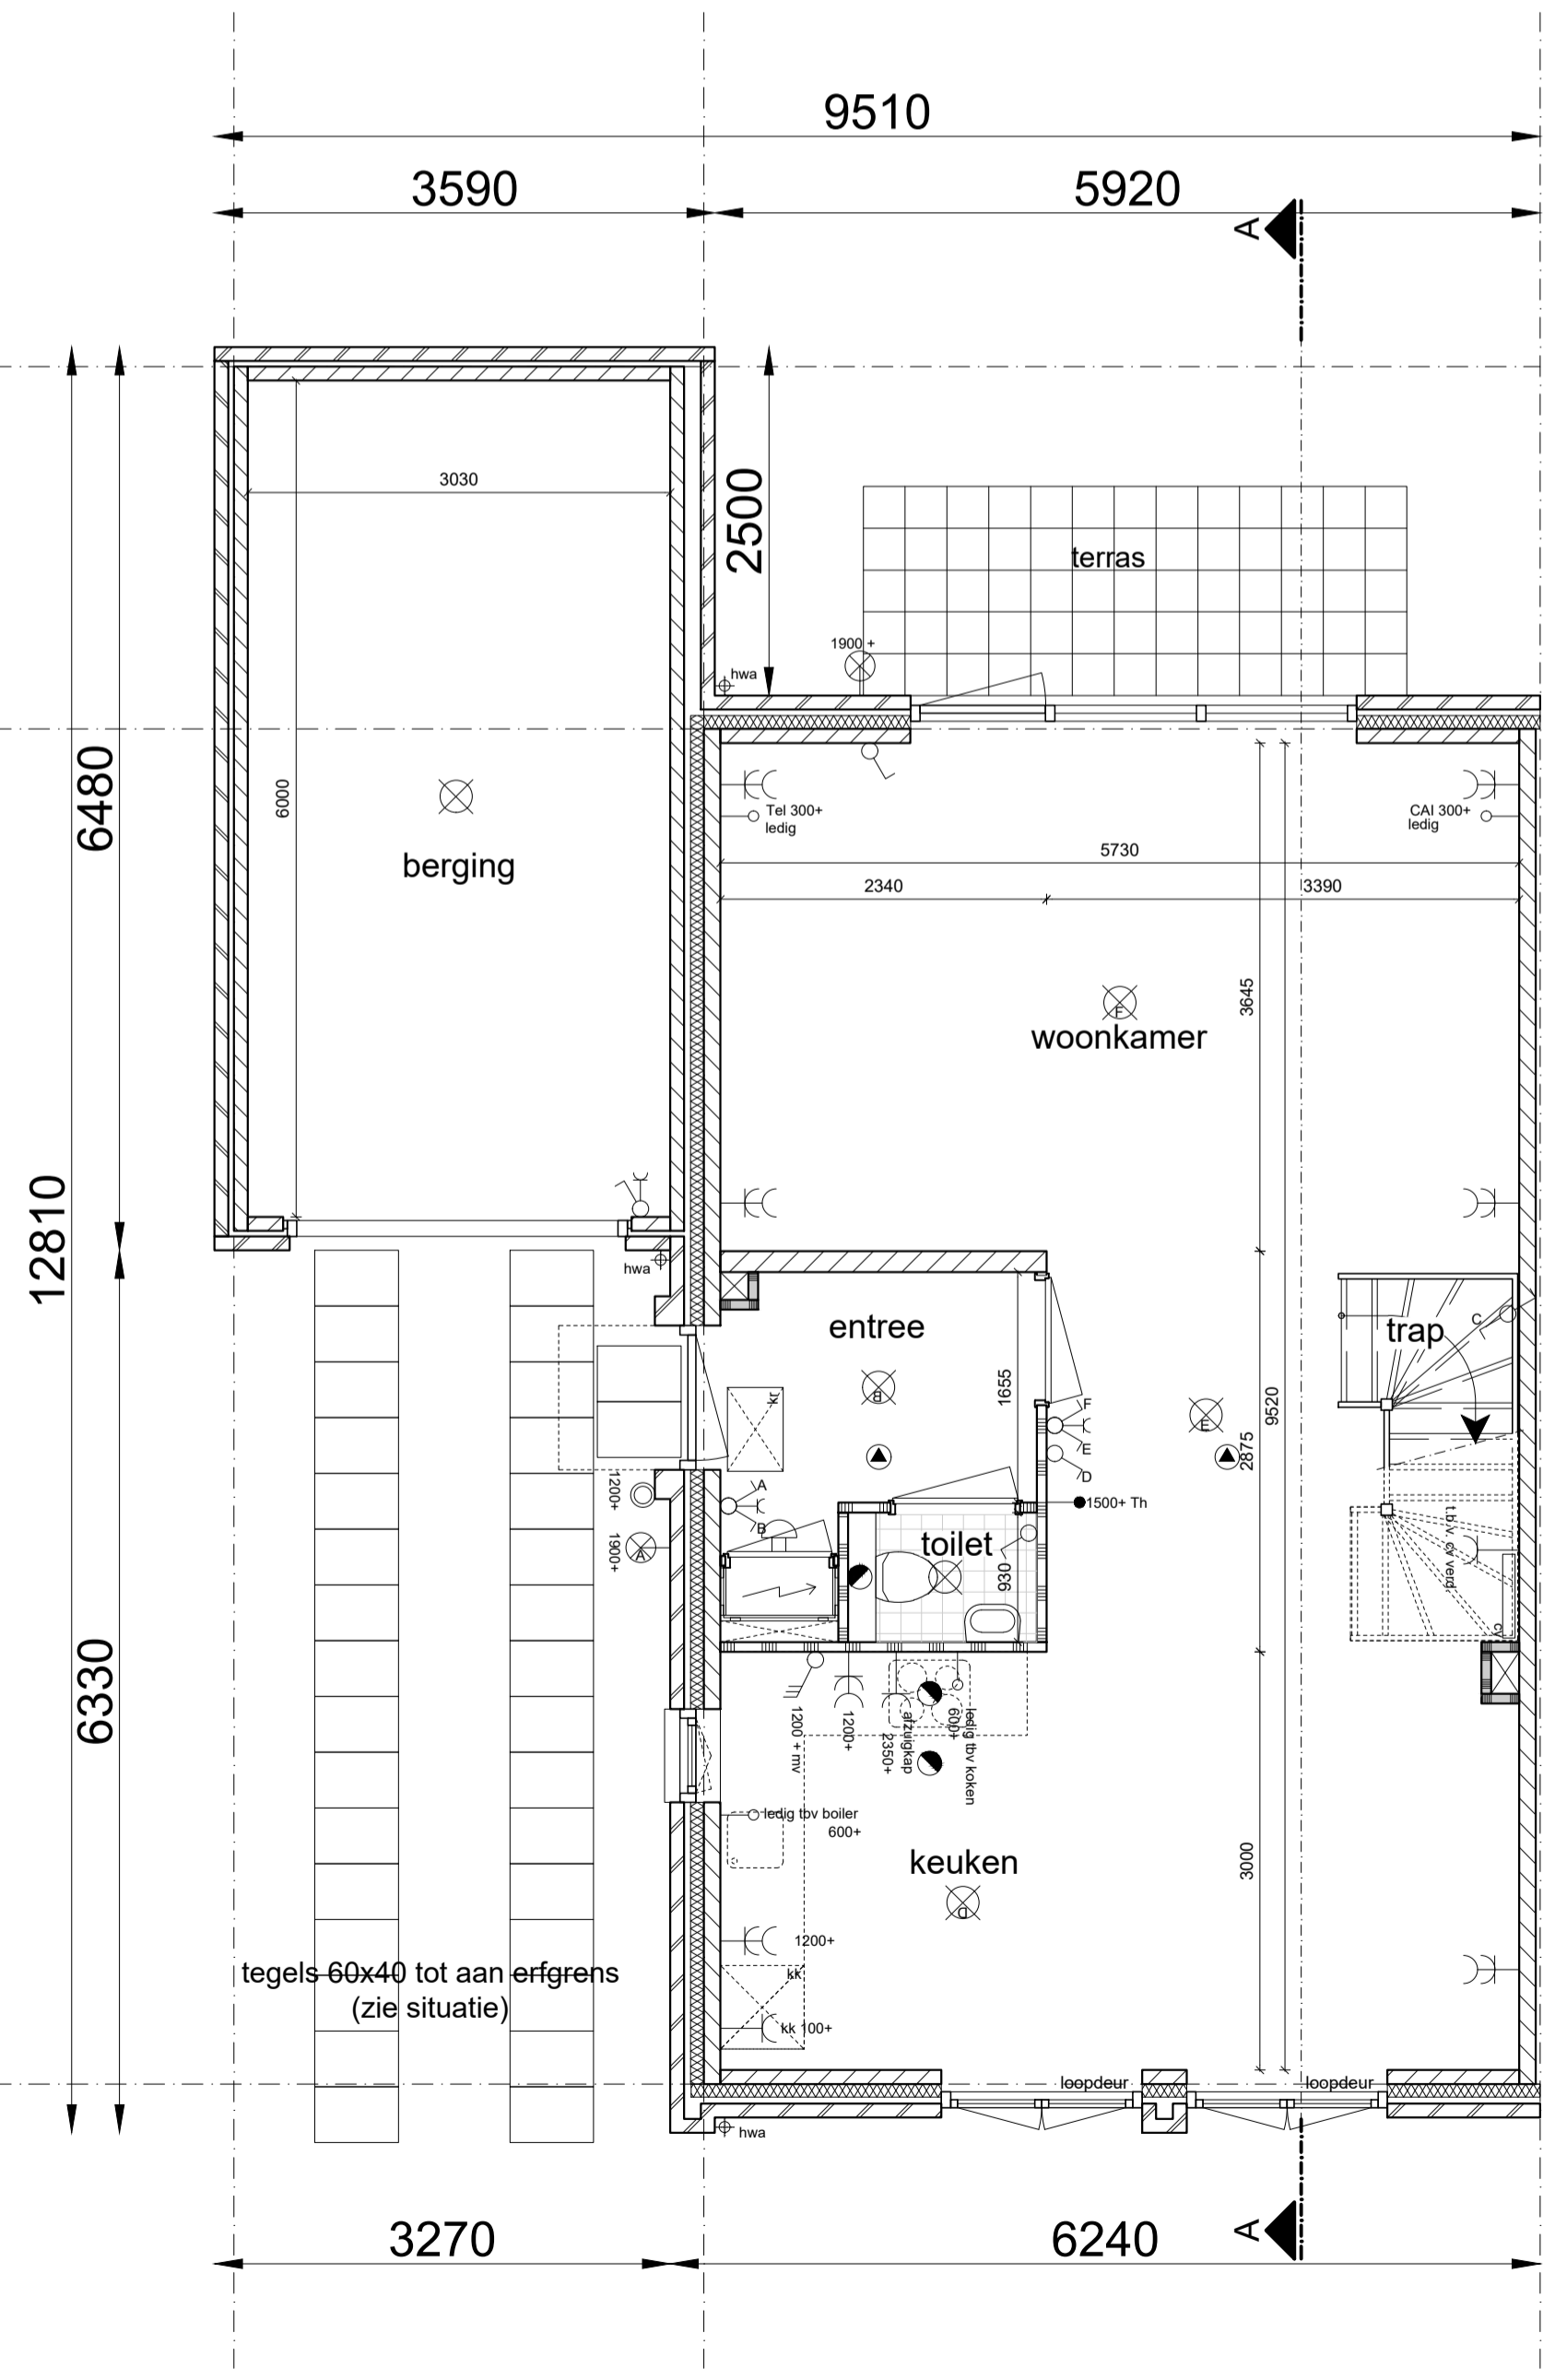 9510
3590
5920
A
12810
6480
6330
2500
3030
6000
berging
terras
1900 +
hwa
Tel 300+
ledig
CAI 300+
ledig
5730
2340
3390
3645
F
woonkamer
hwa
entree
B
1655
trap
C
E
9520
2875
F
E
D
1500+ Th
1200+
1900+
A
A
B
toilet
930
t.b.v. cv verd
cv
1200 + mv
1200+
afzuigkap
2350+
600+
ledig tbv koken
ledig tbv boiler
600+
keuken
D
3000
1200+
kk
kk 100+
tegels 60x40 tot aan erfgrens
(zie situatie)
loopdeur
loopdeur
hwa
3270
6240
A